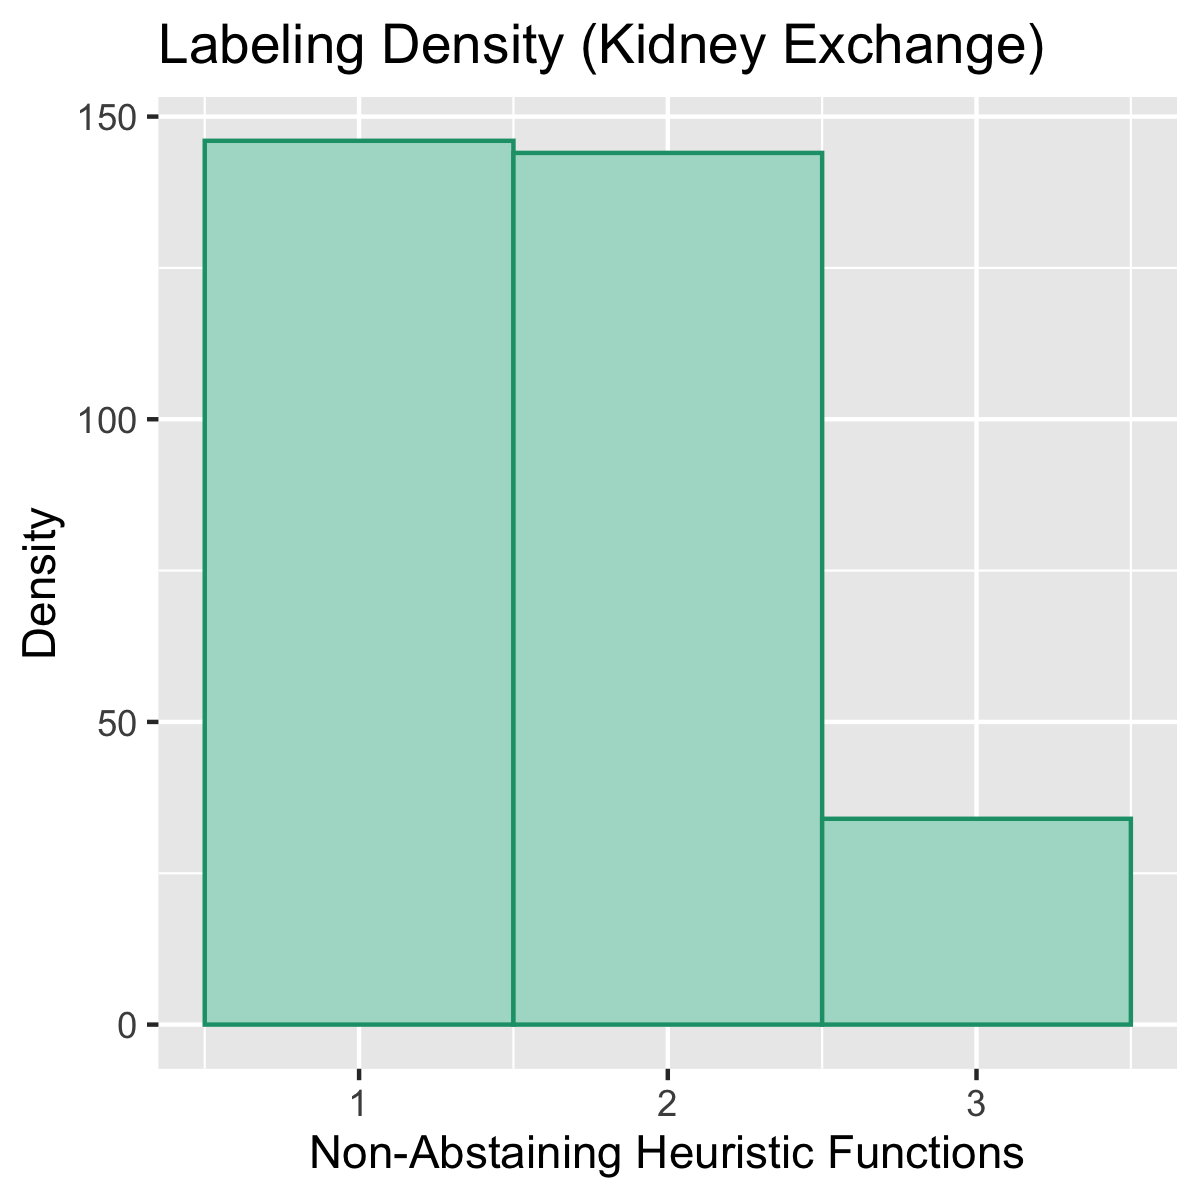 Labeling Density (Kidney Exchange)
150
100
50
0
Density
1 2 3
Non-Abstaining Heuristic Functions